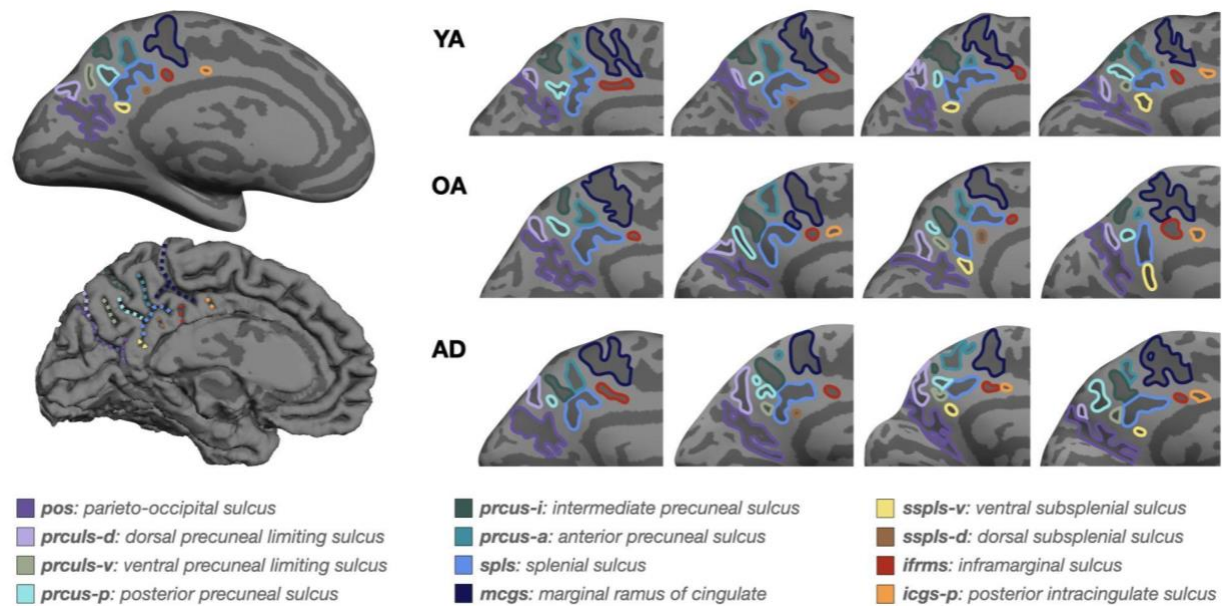 YA
OA
AD
pos: parieto-occipital sulcus
prculs-d: dorsal precuneal limiting sulcus
prculs-v: ventral precuneal limiting sulcus
prcus-p: posterior precuneal sulcus
prcus-i: intermediate precuneal sulcus
prcus-a: anterior precuneal sulcus
spls: splenial sulcus
mcgs: marginal ramus of cingulate
sspls-v: ventral subsplenial sulcus
sspls-d: dorsal subsplenial sulcus
ifrms: inframarginal sulcus
icgs-p: posterior intracingulate sulcus